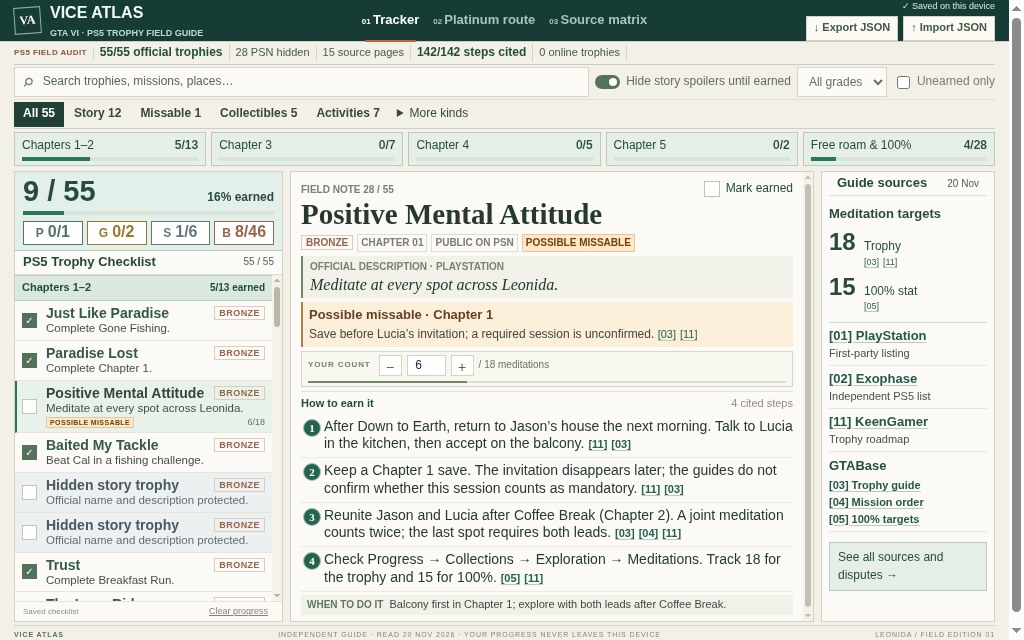 VA
VICE ATLAS
GTA VI · PS5 TROPHY FIELD GUIDE
01 Tracker 02 Platinum route 03 Source matrix
✓ Saved on this device
↓ Export JSON ↑ Import JSON
PS5 FIELD AUDIT 55/55 official trophies 28 PSN hidden 15 source pages 142/142 steps cited 0 online trophies
Search trophies, missions, places…
Hide story spoilers until earned
All grades
Unearned only
All 55 Story 12 Missable 1 Collectibles 5 Activities 7 ▶ More kinds
Chapters 1–2 5/13
Chapter 3 0/7
Chapter 4 0/5
Chapter 5 0/2
Free roam & 100% 4/28
9 / 55
16% earned
P 0/1 G 0/2 S 1/6 B 8/46
PS5 Trophy Checklist 55 / 55
Chapters 1–2 5/13 earned
Just Like Paradise BRONZE
Complete Gone Fishing.
Paradise Lost BRONZE
Complete Chapter 1.
Positive Mental Attitude BRONZE
Meditate at every spot across Leonida.
POSSIBLE MISSABLE 6/18
Baited My Tackle BRONZE
Beat Cal in a fishing challenge.
Hidden story trophy BRONZE
Official name and description protected.
Hidden story trophy BRONZE
Official name and description protected.
Trust BRONZE
Complete Breakfast Run.
Saved checklist Clear progress
FIELD NOTE 28 / 55
Mark earned
Positive Mental Attitude
BRONZE CHAPTER 01 PUBLIC ON PSN POSSIBLE MISSABLE
OFFICIAL DESCRIPTION · PLAYSTATION
Meditate at every spot across Leonida.
Possible missable · Chapter 1
Save before Lucia’s invitation; a required session is unconfirmed. [03] [11]
YOUR COUNT − 6 + / 18 meditations
How to earn it 4 cited steps
1 After Down to Earth, return to Jason’s house the next morning. Talk to Lucia
in the kitchen, then accept on the balcony. [11] [03]
2 Keep a Chapter 1 save. The invitation disappears later; the guides do not
confirm whether this session counts as mandatory. [11] [03]
3 Reunite Jason and Lucia after Coffee Break (Chapter 2). A joint meditation
counts twice; the last spot requires both leads. [03] [04] [11]
4 Check Progress → Collections → Exploration → Meditations. Track 18 for
the trophy and 15 for 100%. [05] [11]
WHEN TO DO IT Balcony first in Chapter 1; explore with both leads after Coffee Break.
Guide sources 20 Nov
Meditation targets
18 Trophy
[03] [11]
15 100% stat
[05]
[01] PlayStation
First-party listing
[02] Exophase
Independent PS5 list
[11] KeenGamer
Trophy roadmap
GTABase
[03] Trophy guide
[04] Mission order
[05] 100% targets
See all sources and
disputes →
VICE ATLAS
INDEPENDENT GUIDE · READ 20 NOV 2026 · YOUR PROGRESS NEVER LEAVES THIS DEVICE
LEONIDA / FIELD EDITION 01